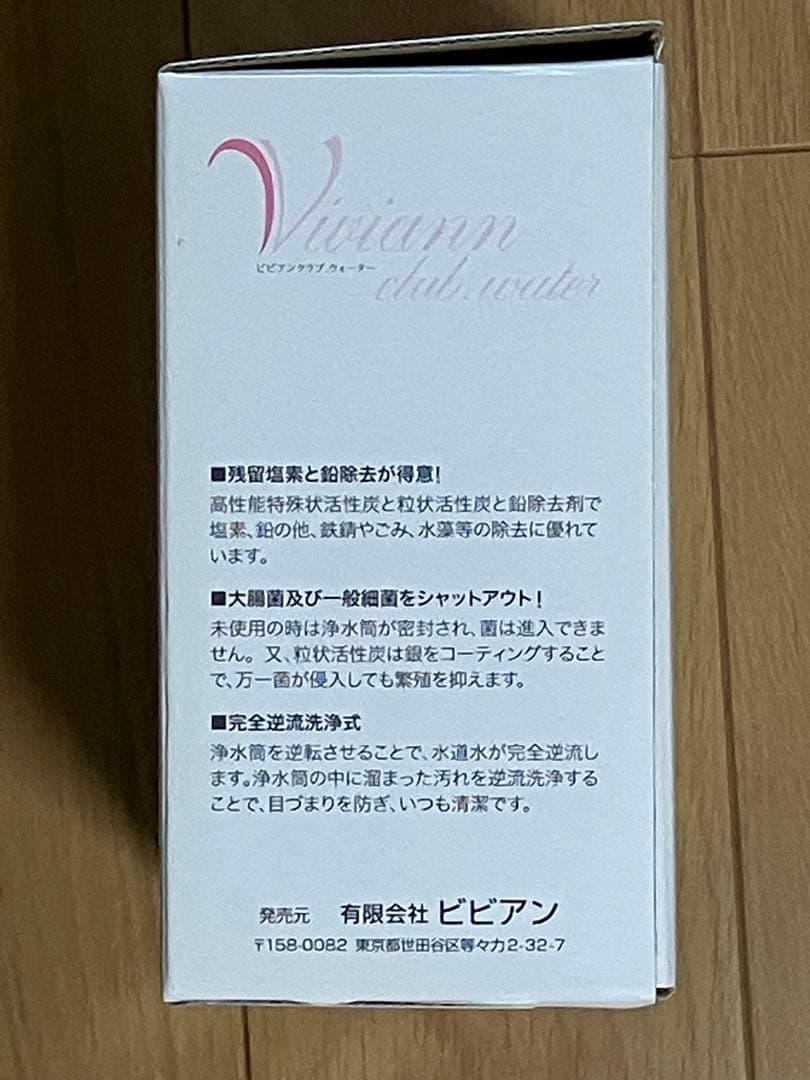 Viviann
ビビアンクラブ.ウォーター
club.water
■残留塩素と鉛除去が得意!
高性能特殊状活性炭と粒状活性炭と鉛除去剤で
塩素、鉛の他、鉄錆やごみ、水藻等の除去に優れて
います。
■大腸菌及び一般細菌をシャットアウト!
未使用の時は浄水筒が密封され、菌は進入できま
せん。又、粒状活性炭は銀をコーティングすること
で、万一菌が侵入しても繁殖を抑えます。
■完全逆流洗浄式
浄水筒を逆転させることで、水道水が完全逆流し
ます。浄水筒の中に溜まった汚れを逆流洗浄する
ことで、目づまりを防ぎ、いつも清潔です。
発売元 有限会社 ビビアン
〒158-0082 東京都世田谷区等々力2-32-7